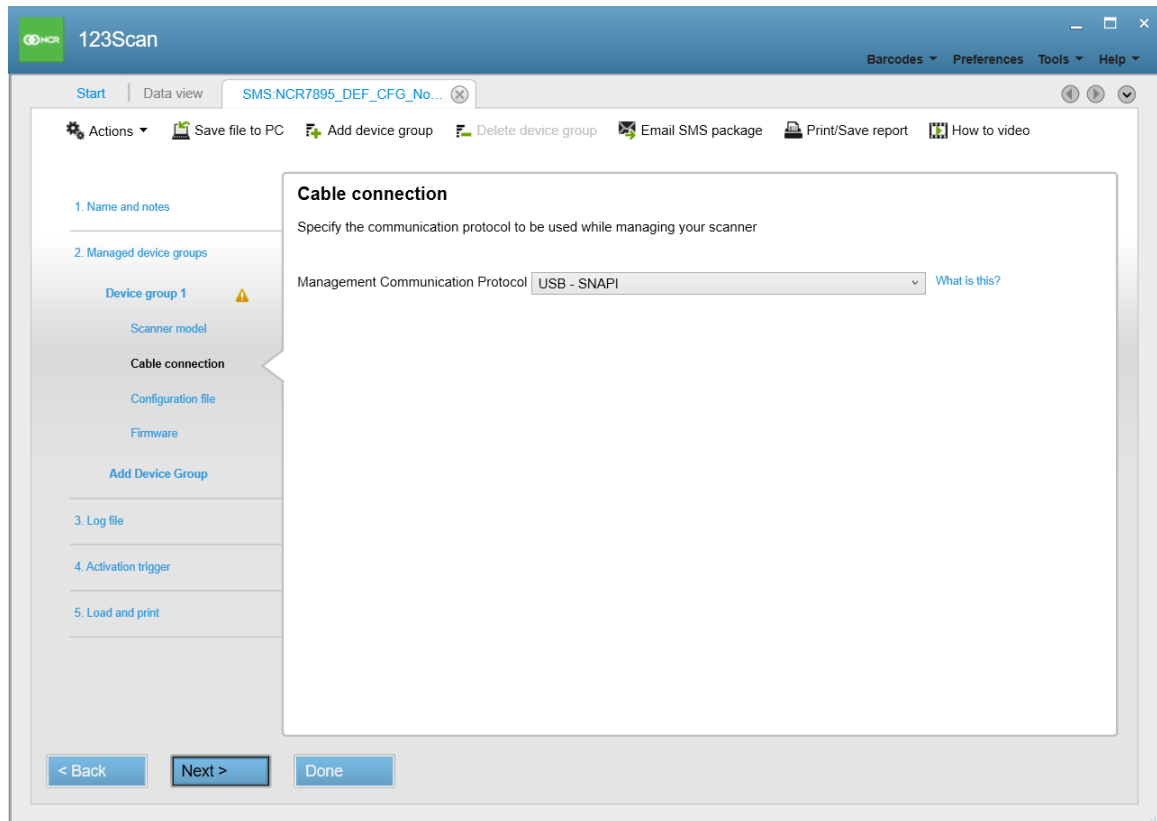 NCR
123Scan
Barcodes Preferences Tools Help
Start Data view SMS:NCR7895_DEF_CFG_No...
Actions Save file to PC Add device group Delete device group Email SMS package Print/Save report How to video
1. Name and notes
2. Managed device groups
Device group 1
Scanner model
Cable connection
Configuration file
Firmware
Add Device Group
3. Log file
4. Activation trigger
5. Load and print
Cable connection
Specify the communication protocol to be used while managing your scanner
Management Communication Protocol USB - SNAPI What is this?
< Back Next > Done